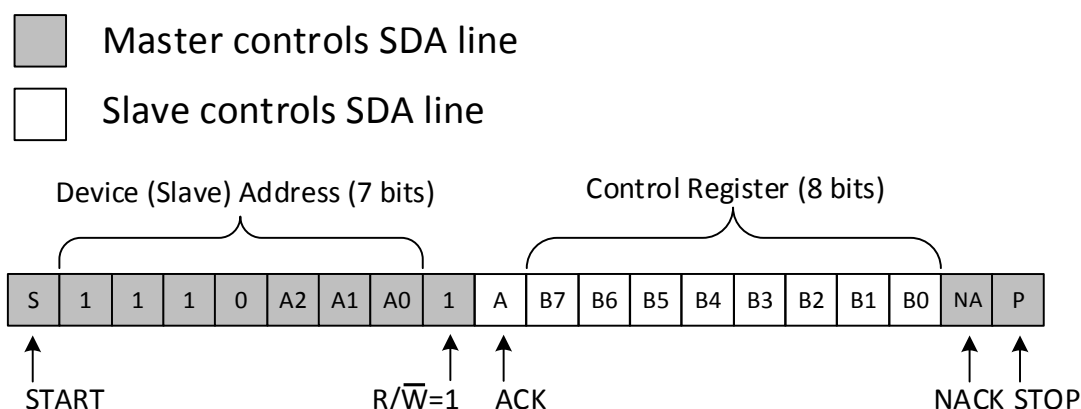 Master controls SDA line
Slave controls SDA line
Device (Slave) Address (7 bits) Control Register (8 bits)
S 1 1 1 0 A2 A1 A0 1 A B7 B6 B5 B4 B3 B2 B1 B0 NA P
START R/W̅=1 ACK NACK STOP